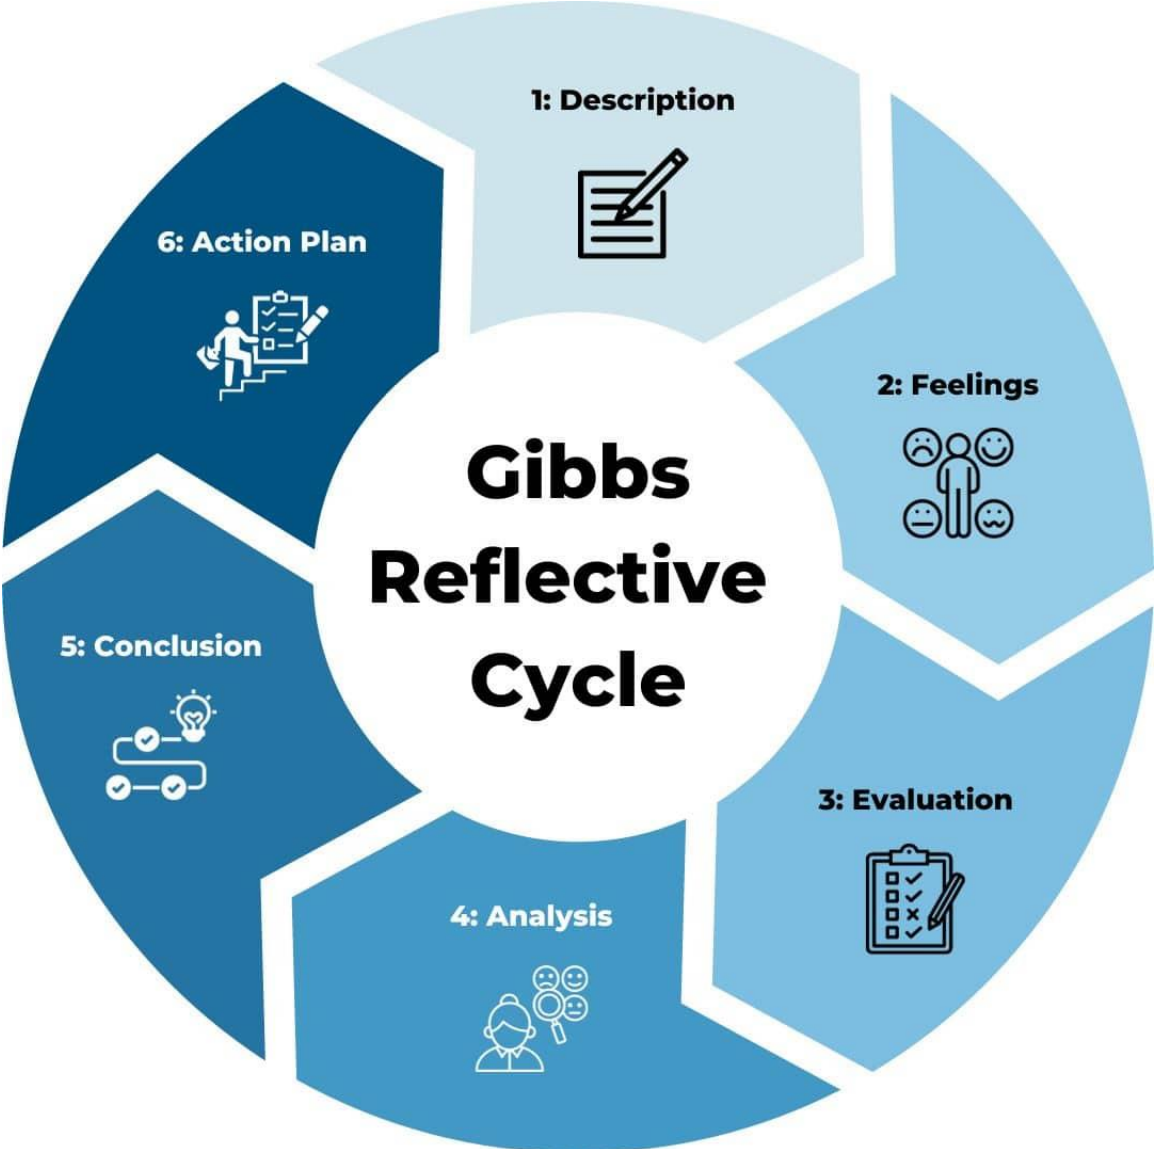 Gibbs
Reflective
Cycle
1: Description
2: Feelings
3: Evaluation
4: Analysis
5: Conclusion
6: Action Plan